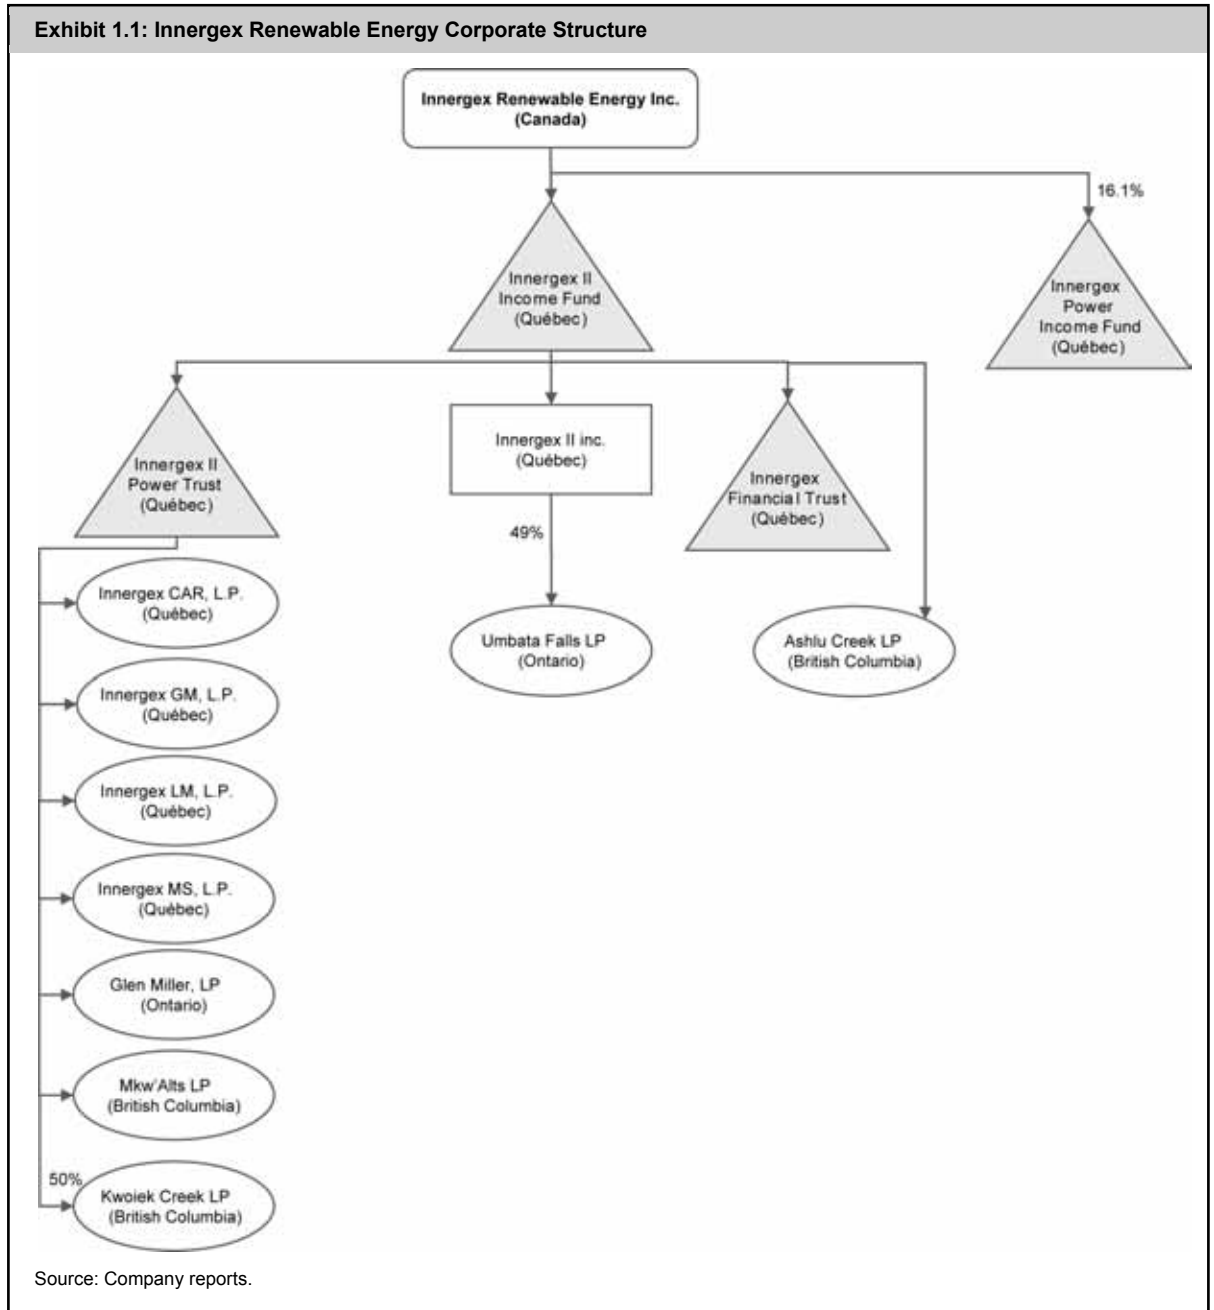 Exhibit 1.1: Innergex Renewable Energy Corporate Structure
Innergex Renewable Energy Inc.
(Canada)
16.1%
Innergex II
Income Fund
(Québec)
Innergex
Power
Income Fund
(Québec)
Innergex II
Power Trust
(Québec)
Innergex II inc.
(Québec)
Innergex
Financial Trust
(Québec)
49%
Innergex CAR, L.P.
(Québec)
Umbata Falls LP
(Ontario)
Ashlu Creek LP
(British Columbia)
Innergex GM, L.P.
(Québec)
Innergex LM, L.P.
(Québec)
Innergex MS, L.P.
(Québec)
Glen Miller, LP
(Ontario)
Mkw'Alts LP
(British Columbia)
50%
Kwoiek Creek LP
(British Columbia)
Source: Company reports.